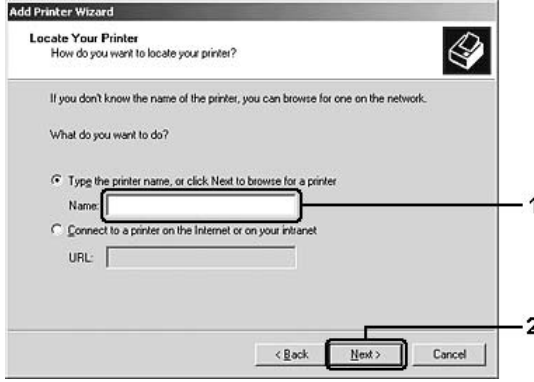 Add Printer Wizard
Locate Your Printer
How do you want to locate your printer?
If you don't know the name of the printer, you can browse for one on the network.
What do you want to do?
Type the printer name, or click Next to browse for a printer
Name:
1
Connect to a printer on the Internet or on your intranet
URL:
2
< Back Next > Cancel